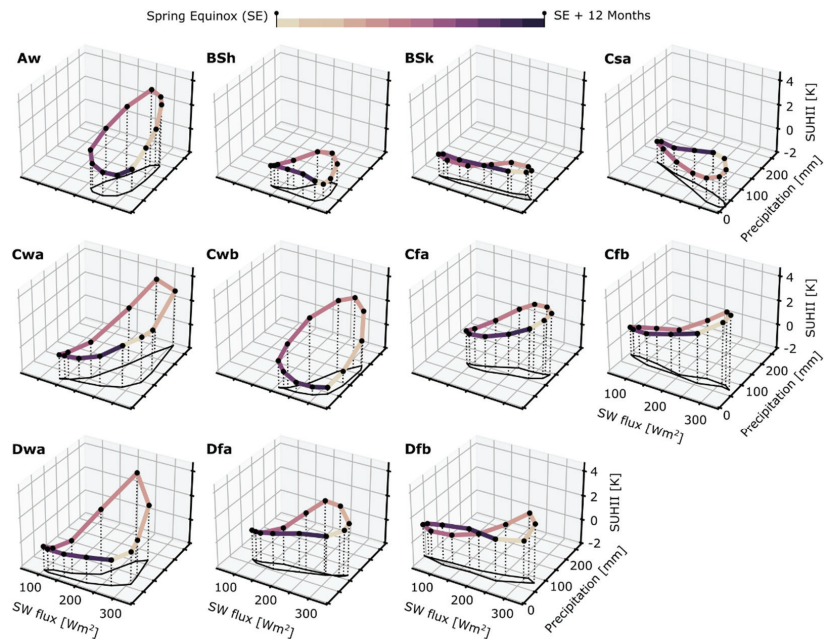 Spring Equinox (SE)
SE + 12 Months
Aw
BSh
BSk
Csa
4
2
0
-2
SUHII [K]
200
100
0
Precipitation [mm]
Cwa
Cwb
Cfa
Cfb
4
2
0
-2
SUHII [K]
200
100
0
Precipitation [mm]
100
200
300
SW flux [Wm²]
Dwa
Dfa
Dfb
4
2
0
-2
SUHII [K]
200
100
0
Precipitation [mm]
100
200
300
SW flux [Wm²]
100
200
300
SW flux [Wm²]
100
200
300
SW flux [Wm²]